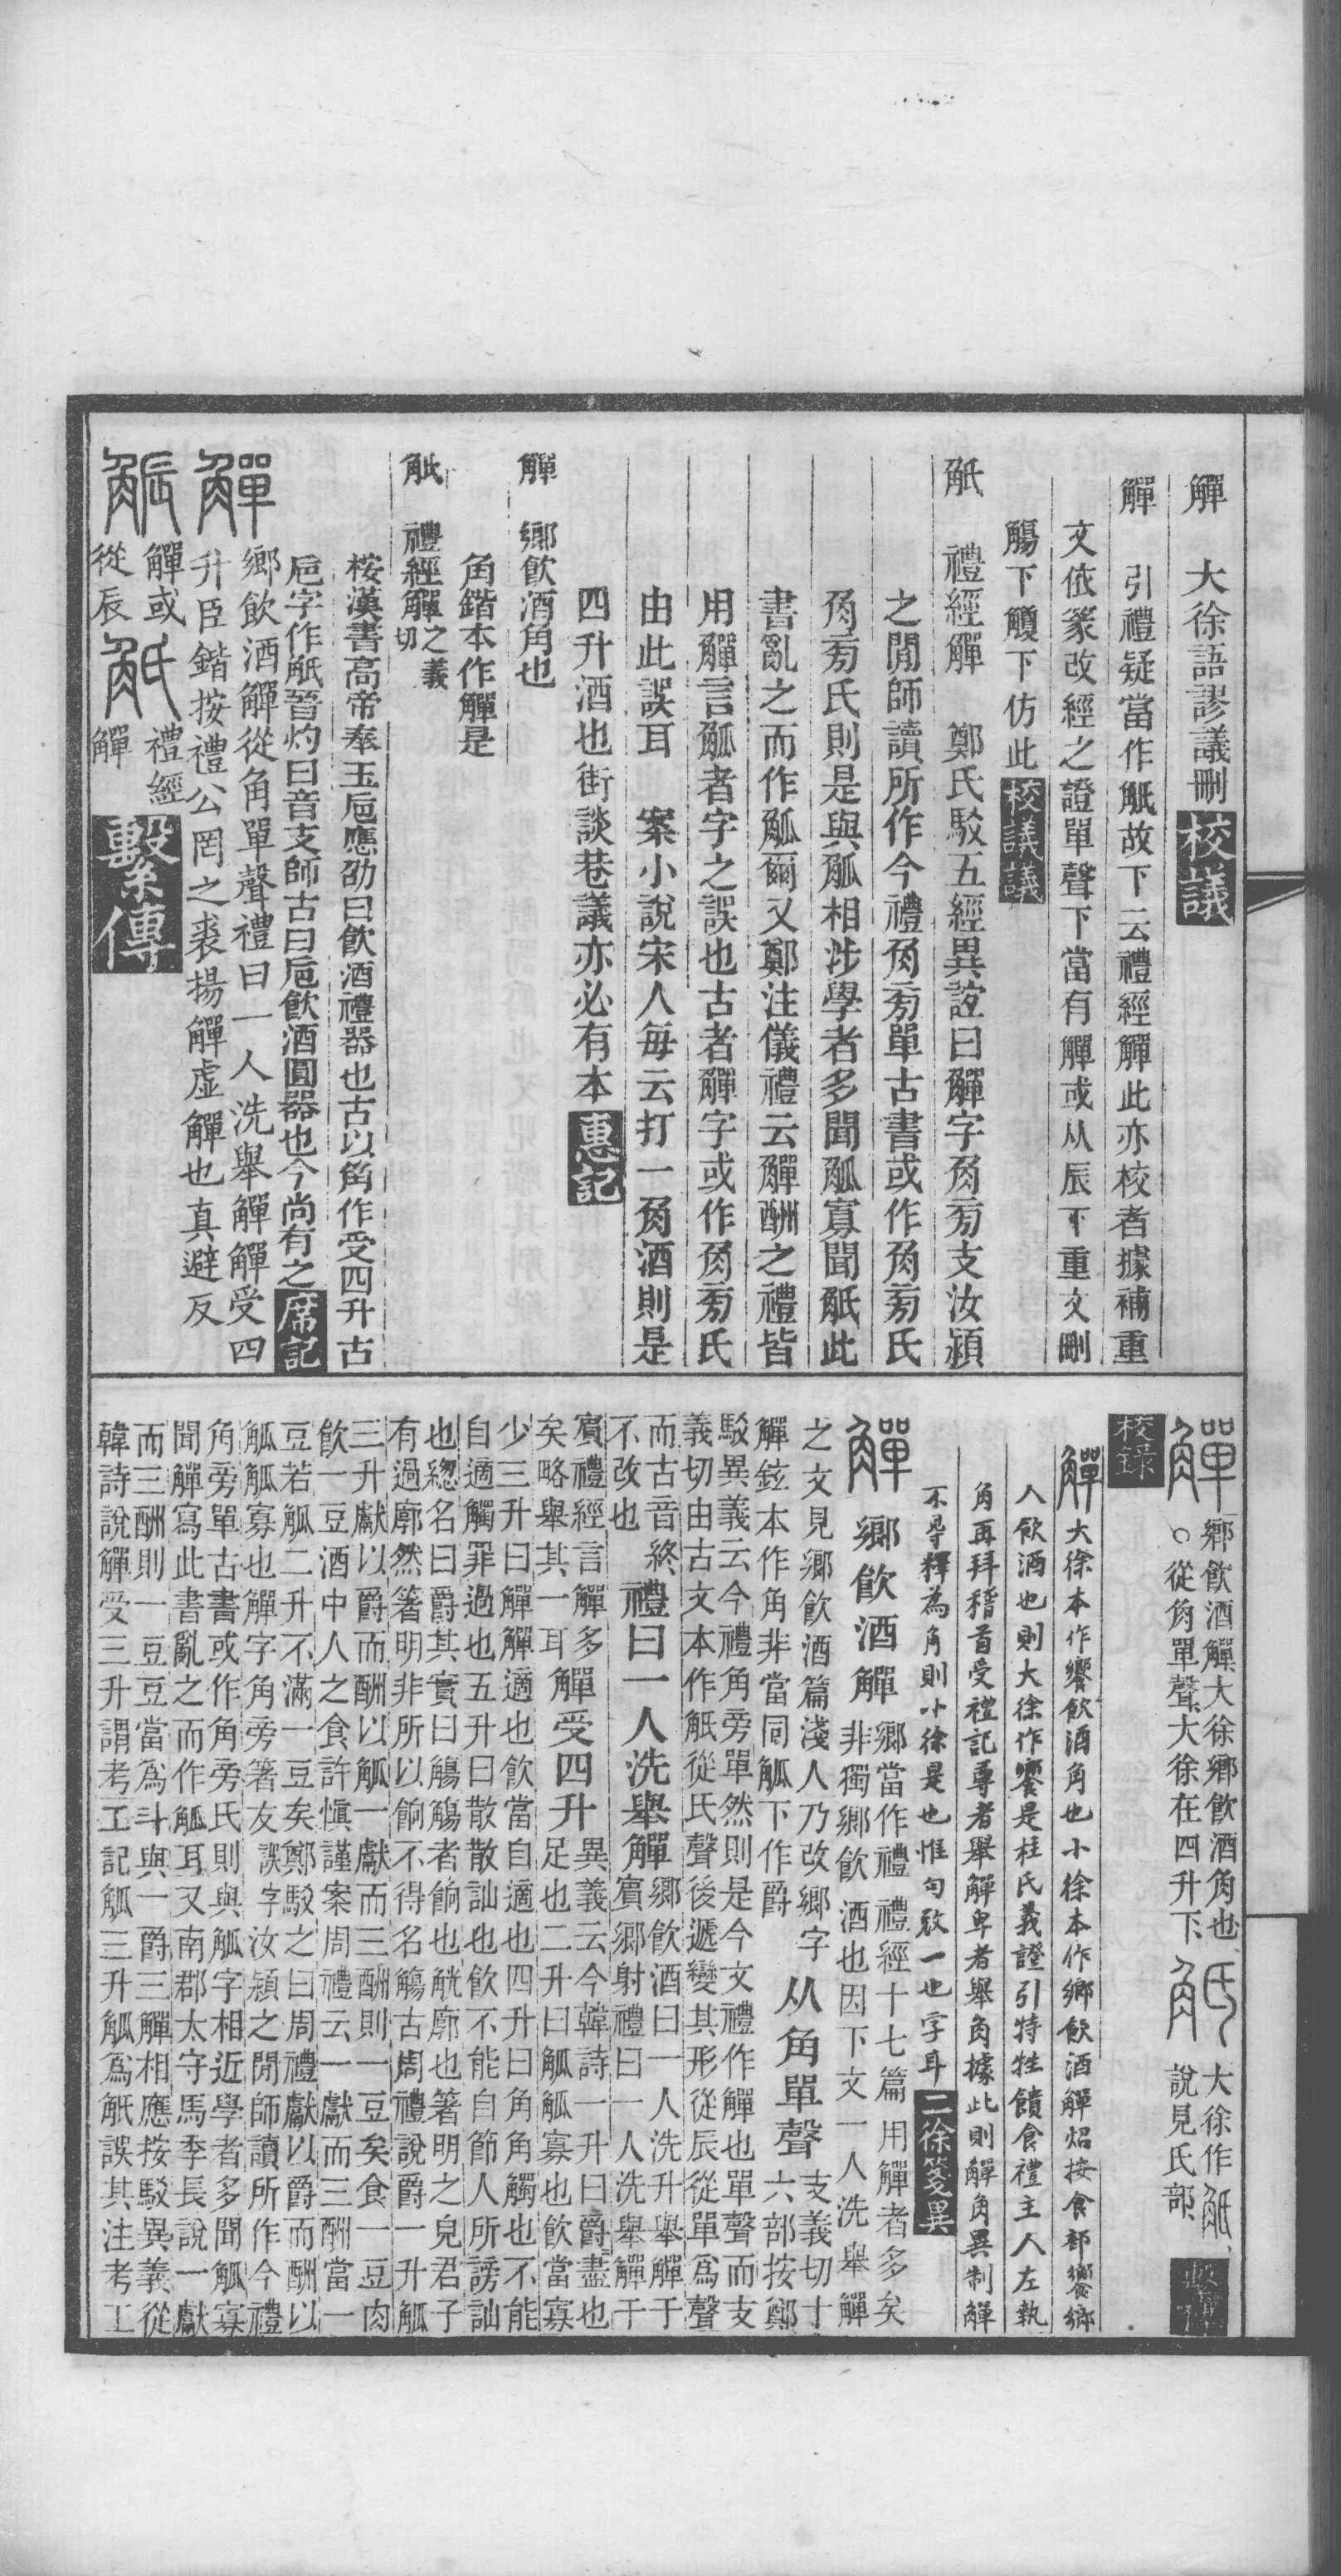 觶　大徐語謬議刪校議
觶　引禮疑當作觗故下云禮經觶此亦校者據補重
文依篆改經之證單聲下當有觶或从辰不重文刪
觴下觼下仿此校議議
觗　禮經觶　鄭氏駁五經異誼曰觶字角旁支汝潁
之閒師讀所作今禮角旁單古書或作角旁氏
角旁氏則是與觚相涉學者多聞觚寡聞觗此
書亂之而作觚爾又鄭注儀禮云觶酬之禮皆
用觶言觚者字之誤也古者觶字或作角旁氏
由此誤耳　案小說宋人每云打一角酒則是
四升酒也街談巷議亦必有本惠記
觶　鄉飲酒角也
角鍇本作觶是
觗　禮經觶之義切
桉漢書高帝奉玉卮應劭曰飲酒禮器也古以角作受四升古
卮字作觗晉灼曰音支師古曰卮飲酒圓器也今尚有之席記
觶鄉飲酒觶從角單聲禮曰一人洗舉觶觶受四
升臣鍇按禮公罔之裘揚觶虛觶也真避反
觶或從辰觗禮經觶繫傳
觶鄉飲酒觶大徐鄉飲酒角也
○從角單聲大徐在四升下觗大徐作觗說見氏部
校錄
觶大徐本作饗飲酒角也小徐本作鄉飲酒觶炤按食部饗鄉
人飲酒也則大徐作饗是杜氏義證引特牲饋食禮主人左執
角再拜稽首受禮記尊者舉觶卑者舉角據此則觶角異制觶
不得釋為角則小徐是也惟句致一也字耳二徐箋異
觶鄉飲酒觶鄉當作禮禮經十七篇用觶者多矣
非獨鄉飲酒也因下文一人洗舉觶
之文見鄉飲酒篇淺人乃改鄉字从角單聲支義切十
觶鉉本作角非當同觚下作爵六部按鄭
駁異義云今禮角旁單然則是今文禮作觶也單聲而支
義切由古文本作觗從氏聲後遞變其形從辰從單爲聲
而古音終禮曰一人洗舉觶鄉飲酒曰一人洗升舉觶于
不改也賓鄉射禮曰一人洗舉觶于
賓禮經言觶多觶受四升異義云今韓詩一升曰爵爵盡也
矣略舉其一耳足也二升曰觚觚寡也飲當寡
少三升曰觶觶適也飲當自適也四升曰角角觸也不能
自適觸罪過也五升曰散散訕也飲不能自節人所謗訕
也緫名曰爵其實曰觴觴者餉也觥廓也箸明之皃君子
有過廓然箸明非所以餉不得名觴古周禮說爵一升觚
三升獻以爵而酬以觚一獻而三酬則一豆矣食一豆肉
飲一豆酒中人之食許慎謹案周禮云一獻而三酬當一
豆若觚二升不滿一豆矣鄭駁之曰周禮獻以爵而酬以
觚觚寡也觶字角旁箸友誤字汝潁之閒師讀所作今禮
角旁單古書或作角旁氏則與觚字相近學者多聞觚寡
聞觶寫此書亂之而作觚耳又南郡太守馬季長說一獻
而三酬則一豆豆當爲斗與一爵三觶相應按駁異義從
韓詩說觶受三升謂考工記觚三升觚爲觗誤其注考工